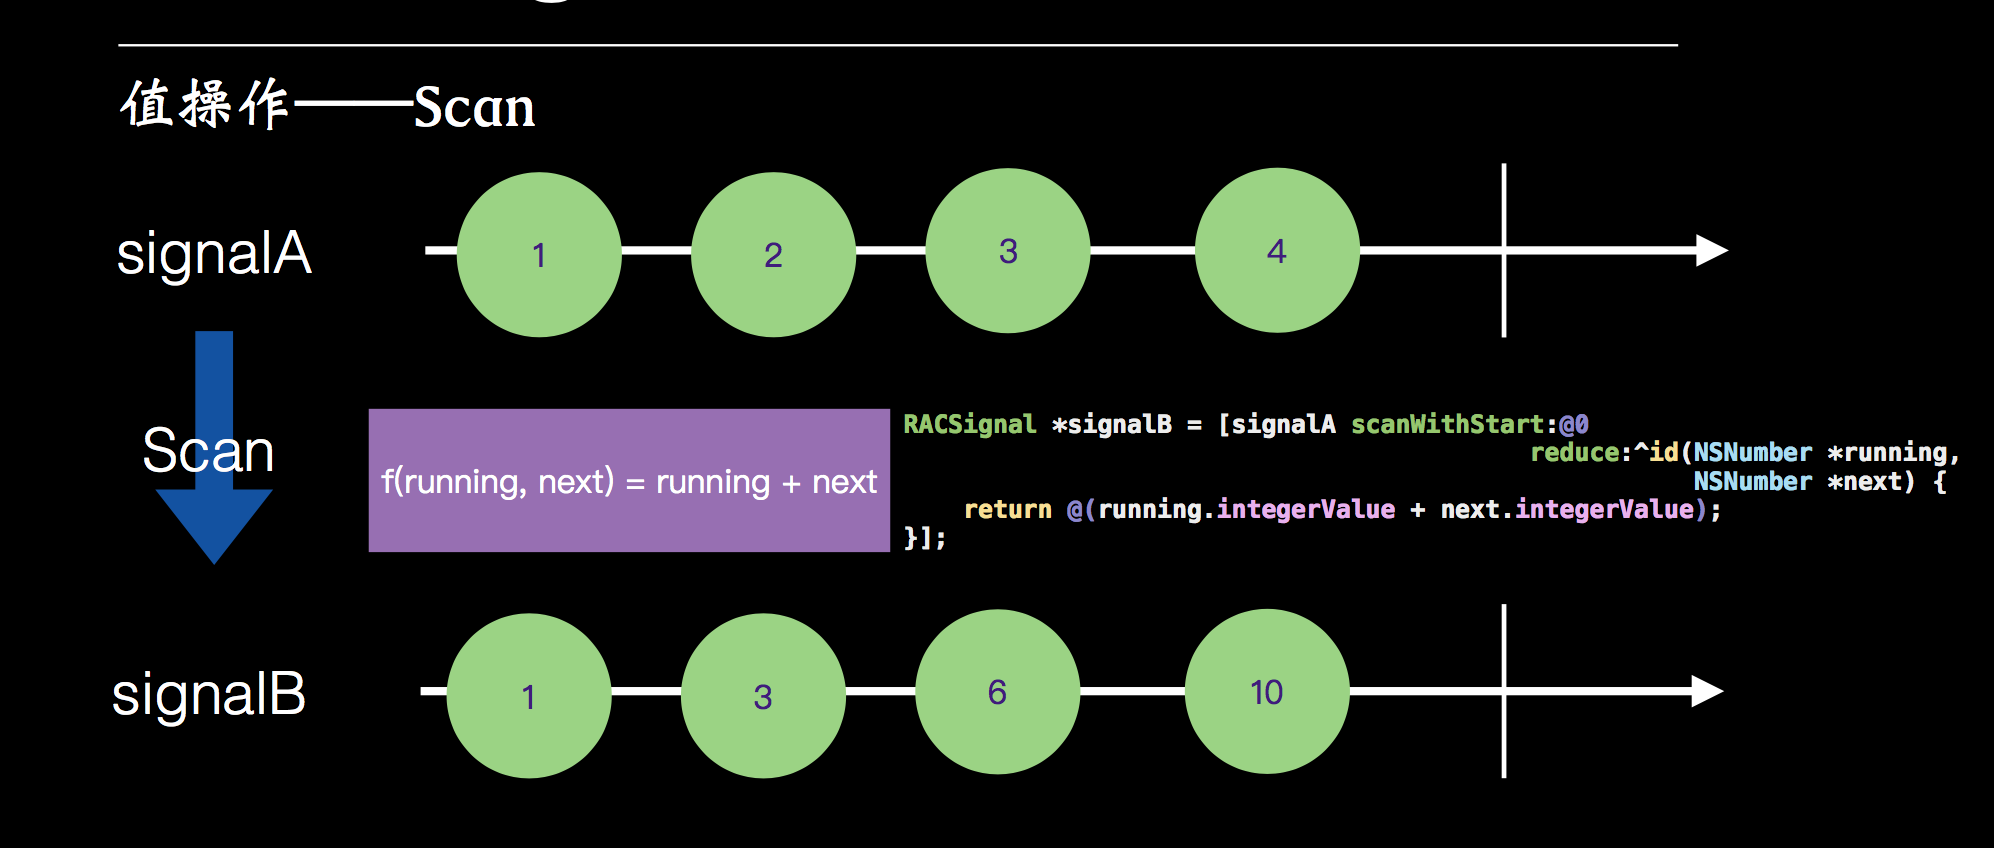 值操作——Scan
signalA
1 2 3 4
Scan
f(running, next) = running + next
RACSignal *signalB = [signalA scanWithStart:@0
reduce:^id(NSNumber *running,
NSNumber *next) {
return @(running.integerValue + next.integerValue);
}];
signalB
1 3 6 10